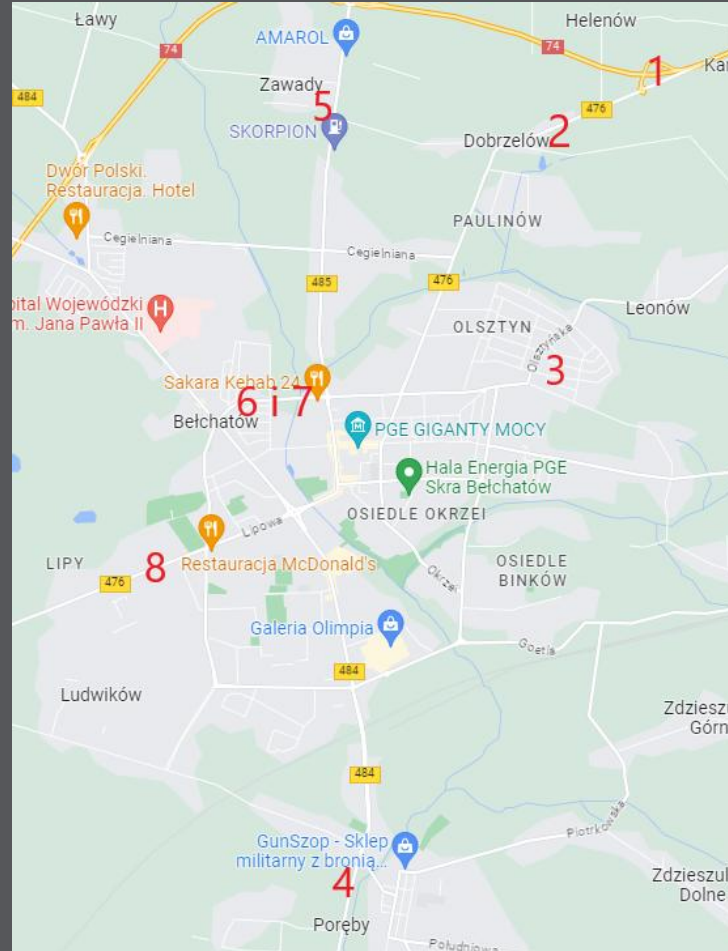 Ławy
Helenów
AMAROL
74
74
1
Kar
Zawady
484
5
476
SKORPION
Dobrzelów
2
Dwór Polski.
Restauracja. Hotel
PAULINÓW
Cegielniana
Cegielniana
485
476
pital Wojewódzki
m. Jana Pawła II
H
Leonów
OLSZTYN
Olsztyńska
3
Sakara Kebab 24
6 i 7
Bełchatów
PGE GIGANTY MOCY
Hala Energia PGE
Skra Bełchatów
OSIEDLE OKRZEI
Lipowa
LIPY
8
Restauracja McDonald's
476
OSIEDLE
BINKÓW
Okrzei
Galeria Olimpia
Goetla
484
Ludwików
Zdzieszu
Górn
484
Piotrkowska
GunSzop - Sklep
militarny z bronią...
4
Zdzieszul
Dolne
Poręby
Południowa